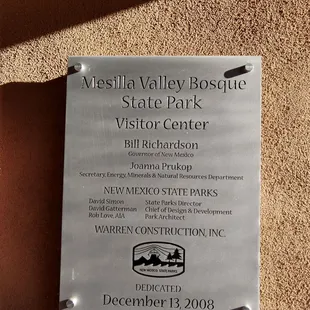 Mesilla Valley Bosque
State Park
Visitor Center
Bill Richardson
Governor of New Mexico
Joanna Prukop
Secretary, Energy, Minerals & Natural Resources Department
NEW MEXICO STATE PARKS
David Simon State Parks Director
David Gatterman Chief of Design & Development
Rob Love, AIA Park Architect
WARREN CONSTRUCTION, INC.
NEW MEXICO STATE PARKS
DEDICATED
December 13, 2008